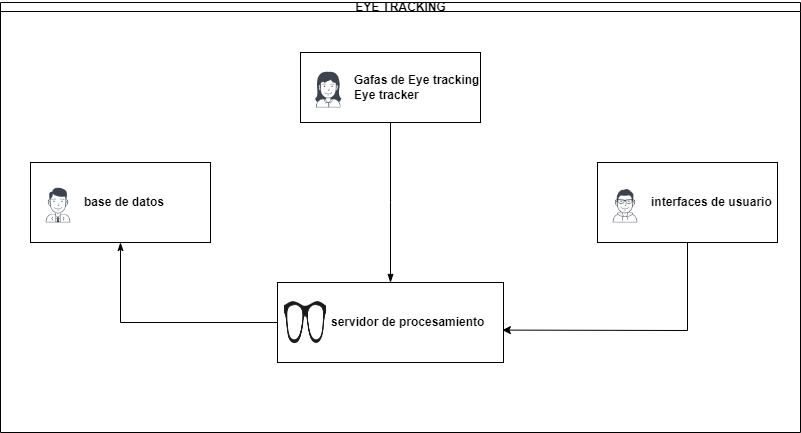 EYE TRACKING
Gafas de Eye tracking
Eye tracker
base de datos
interfaces de usuario
servidor de procesamiento